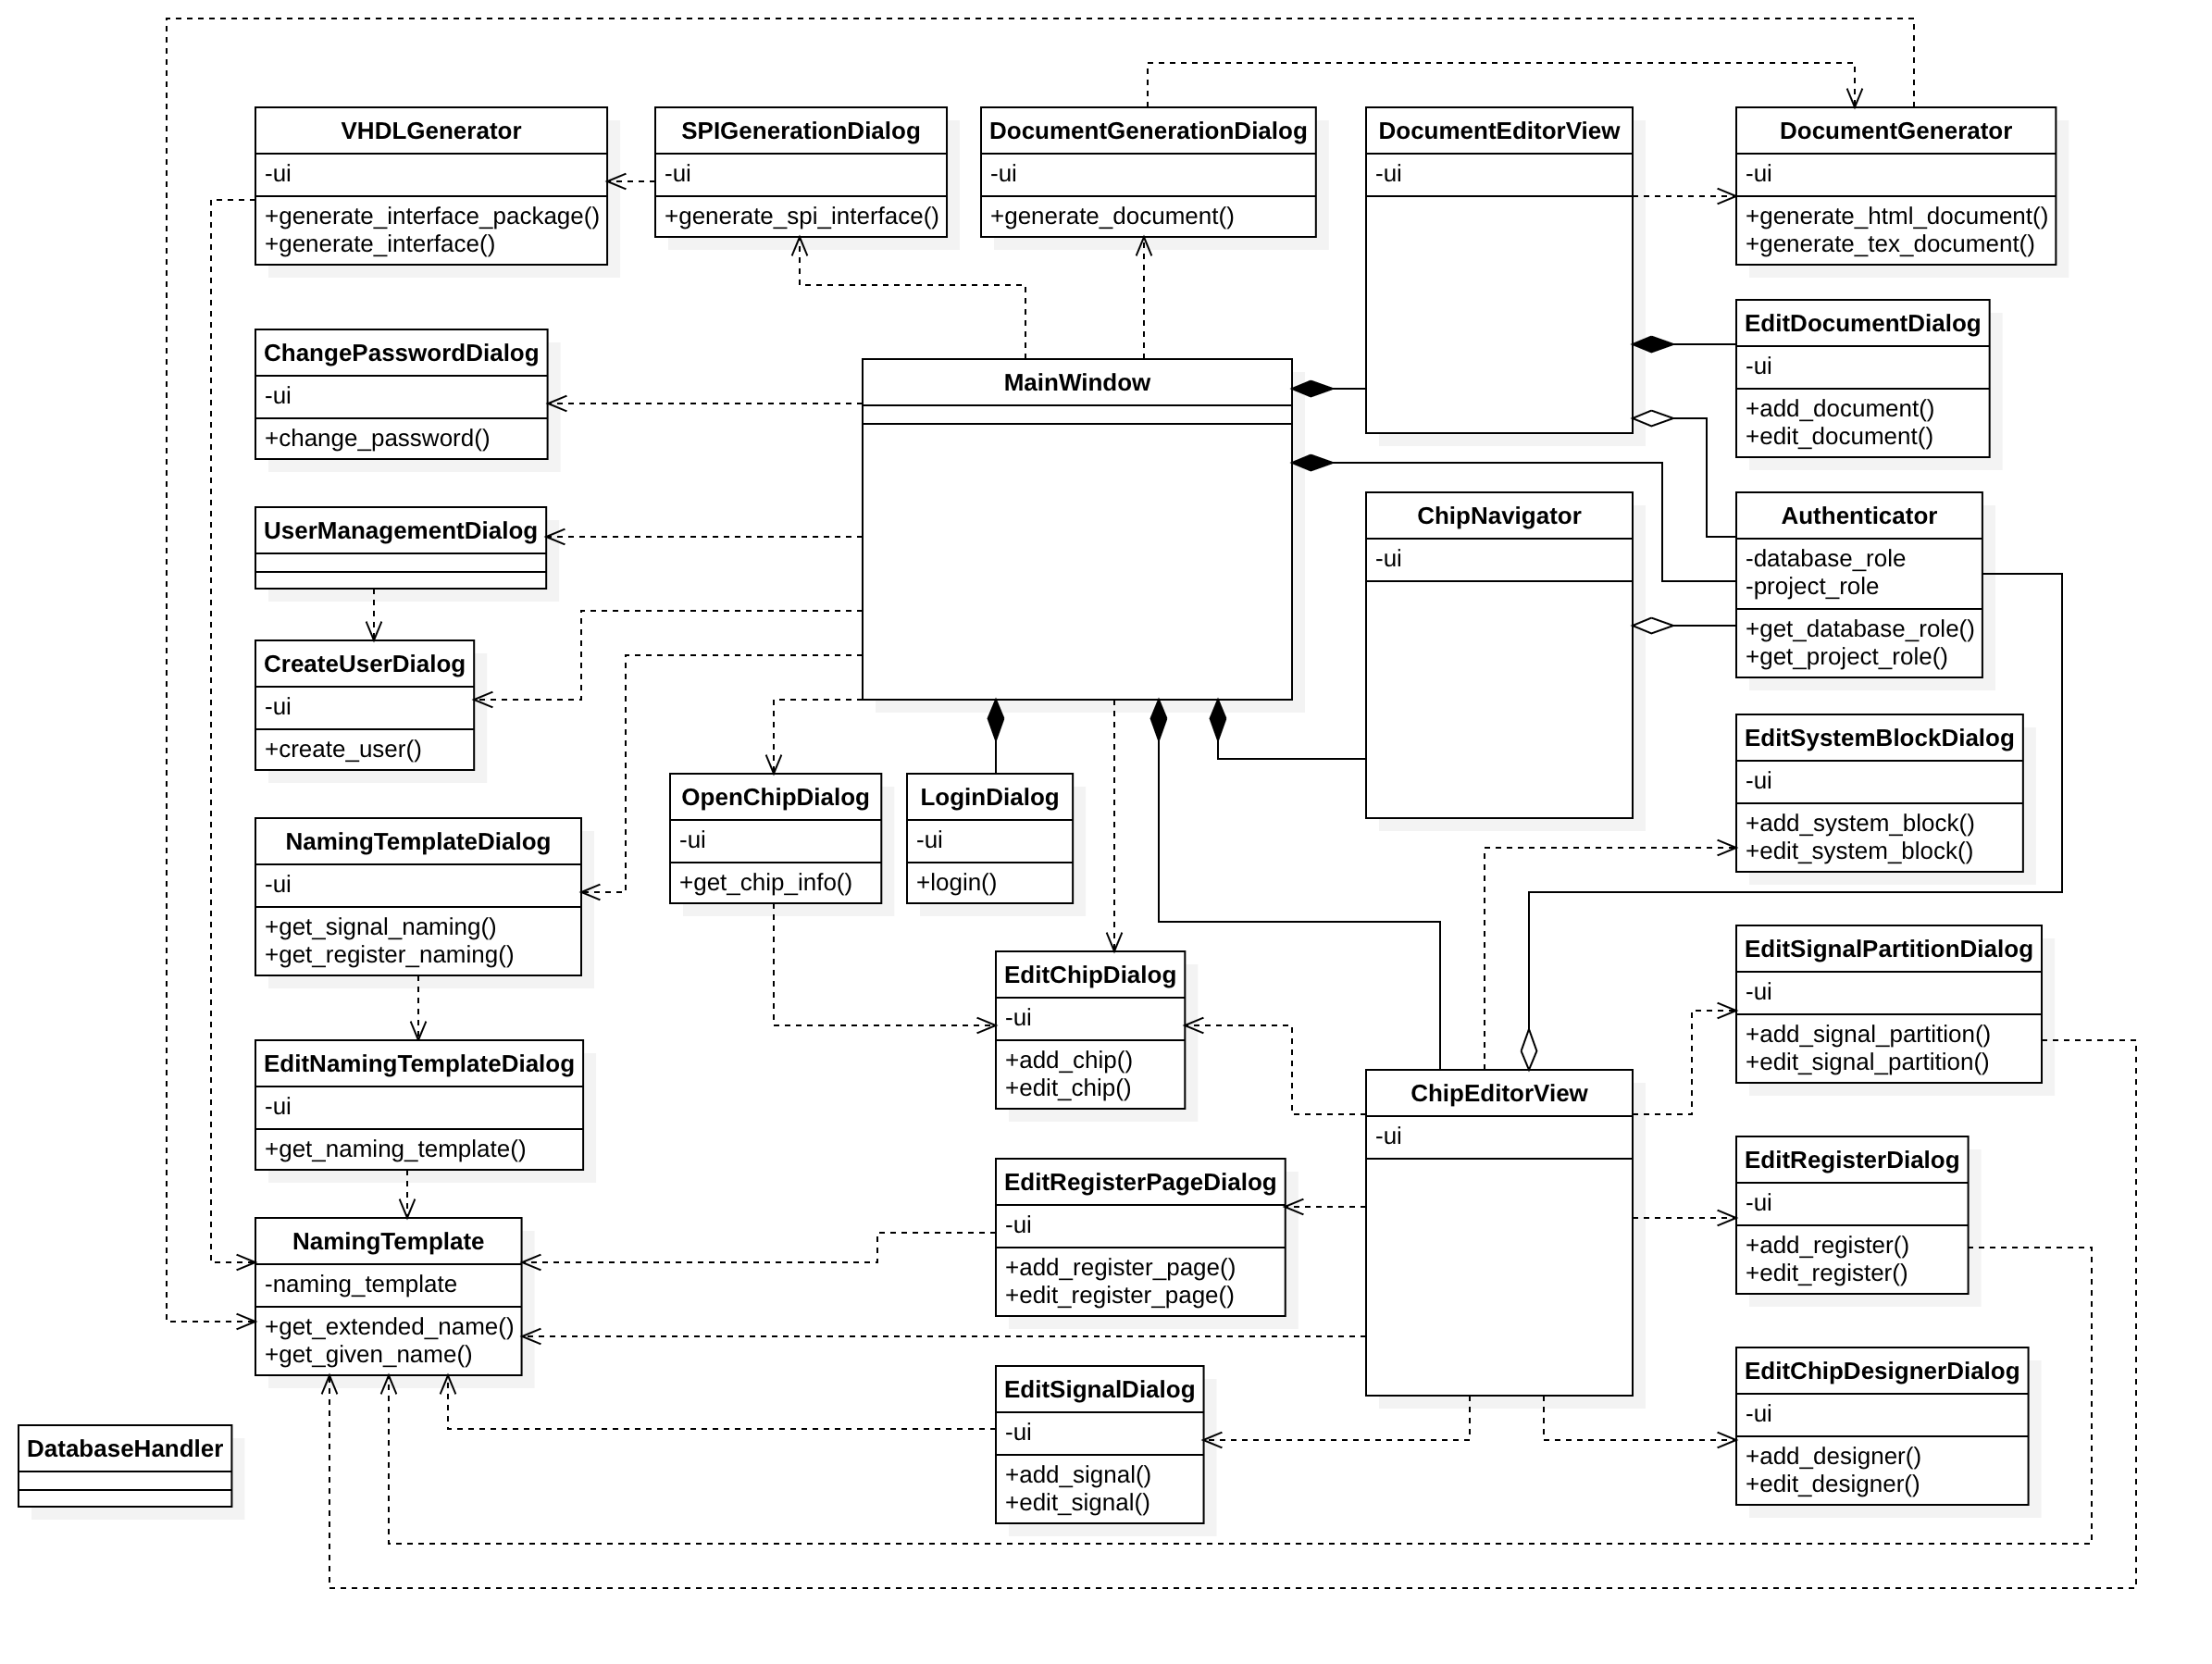 VHDLGenerator
-ui
+generate_interface_package()
+generate_interface()
SPIGenerationDialog
-ui
+generate_spi_interface()
DocumentGenerationDialog
-ui
+generate_document()
DocumentEditorView
-ui
DocumentGenerator
-ui
+generate_html_document()
+generate_tex_document()
ChangePasswordDialog
-ui
+change_password()
MainWindow
EditDocumentDialog
-ui
+add_document()
+edit_document()
UserManagementDialog
ChipNavigator
-ui
Authenticator
-database_role
-project_role
+get_database_role()
+get_project_role()
CreateUserDialog
-ui
+create_user()
OpenChipDialog
-ui
+get_chip_info()
LoginDialog
-ui
+login()
EditSystemBlockDialog
-ui
+add_system_block()
+edit_system_block()
NamingTemplateDialog
-ui
+get_signal_naming()
+get_register_naming()
EditChipDialog
-ui
+add_chip()
+edit_chip()
EditSignalPartitionDialog
-ui
+add_signal_partition()
+edit_signal_partition()
EditNamingTemplateDialog
-ui
+get_naming_template()
ChipEditorView
-ui
EditRegisterPageDialog
-ui
+add_register_page()
+edit_register_page()
EditRegisterDialog
-ui
+add_register()
+edit_register()
NamingTemplate
-naming_template
+get_extended_name()
+get_given_name()
EditSignalDialog
-ui
+add_signal()
+edit_signal()
EditChipDesignerDialog
-ui
+add_designer()
+edit_designer()
DatabaseHandler